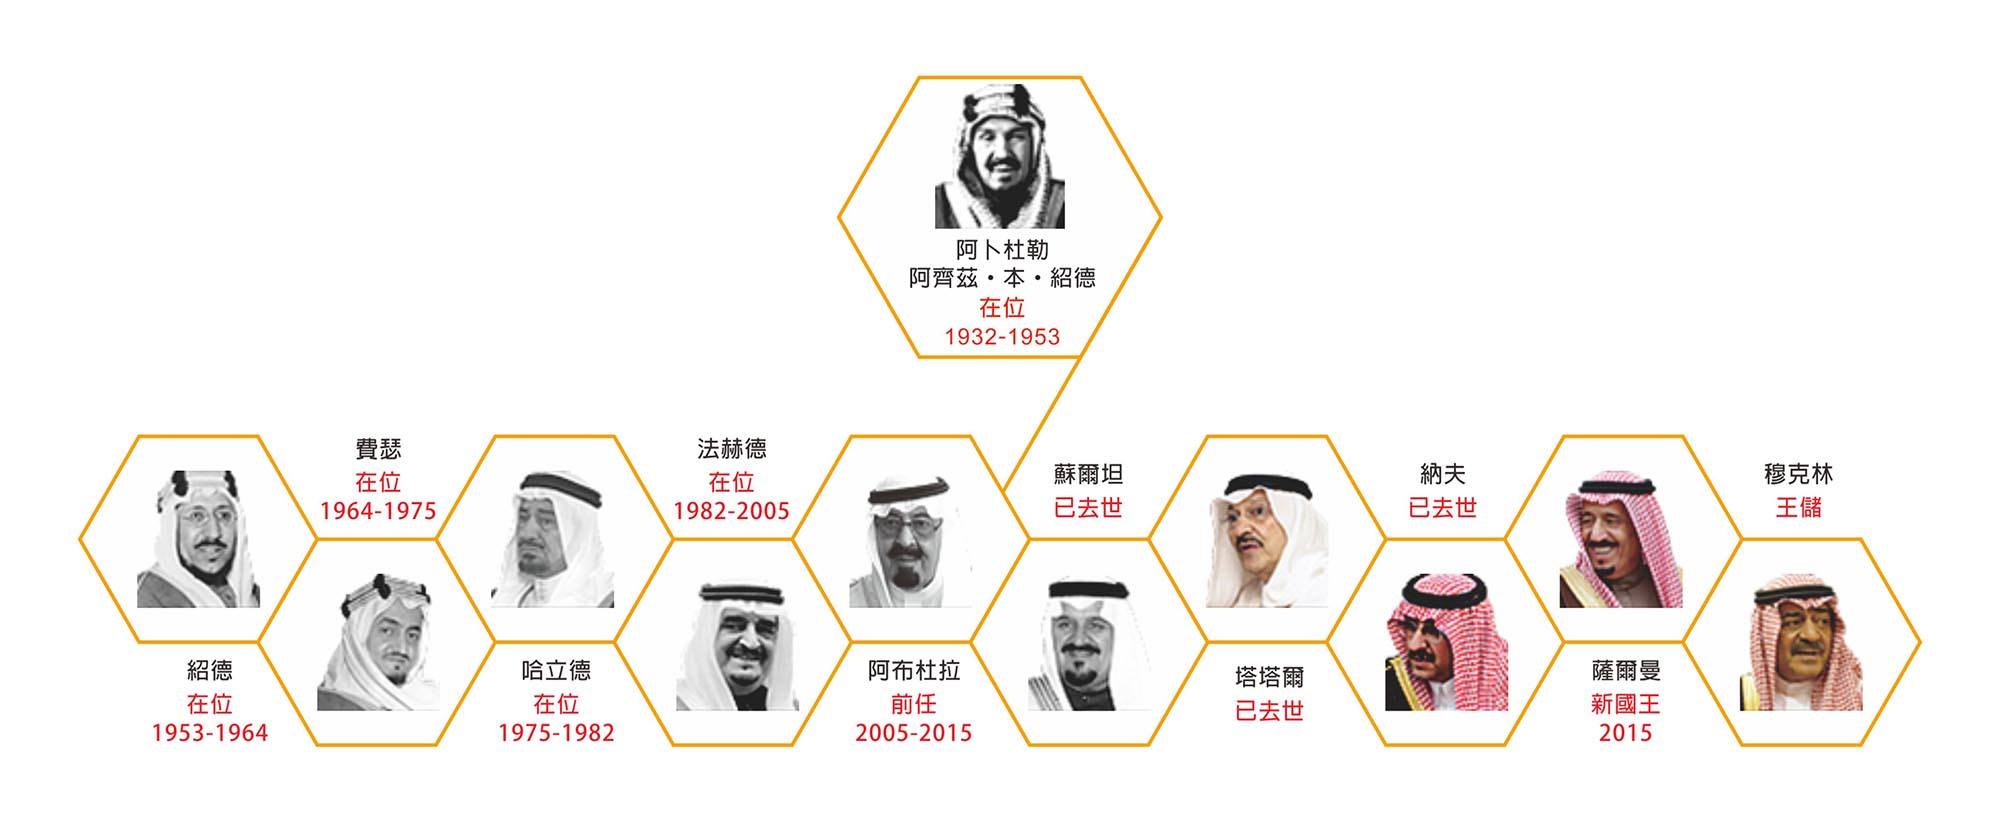 阿卜杜勒
阿齊茲・本・紹德
在位
1932-1953
紹德
在位
1953-1964
費瑟
在位
1964-1975
哈立德
在位
1975-1982
法赫德
在位
1982-2005
阿布杜拉
前任
2005-2015
蘇爾坦
已去世
塔塔爾
已去世
納夫
已去世
薩爾曼
新國王
2015
穆克林
王儲